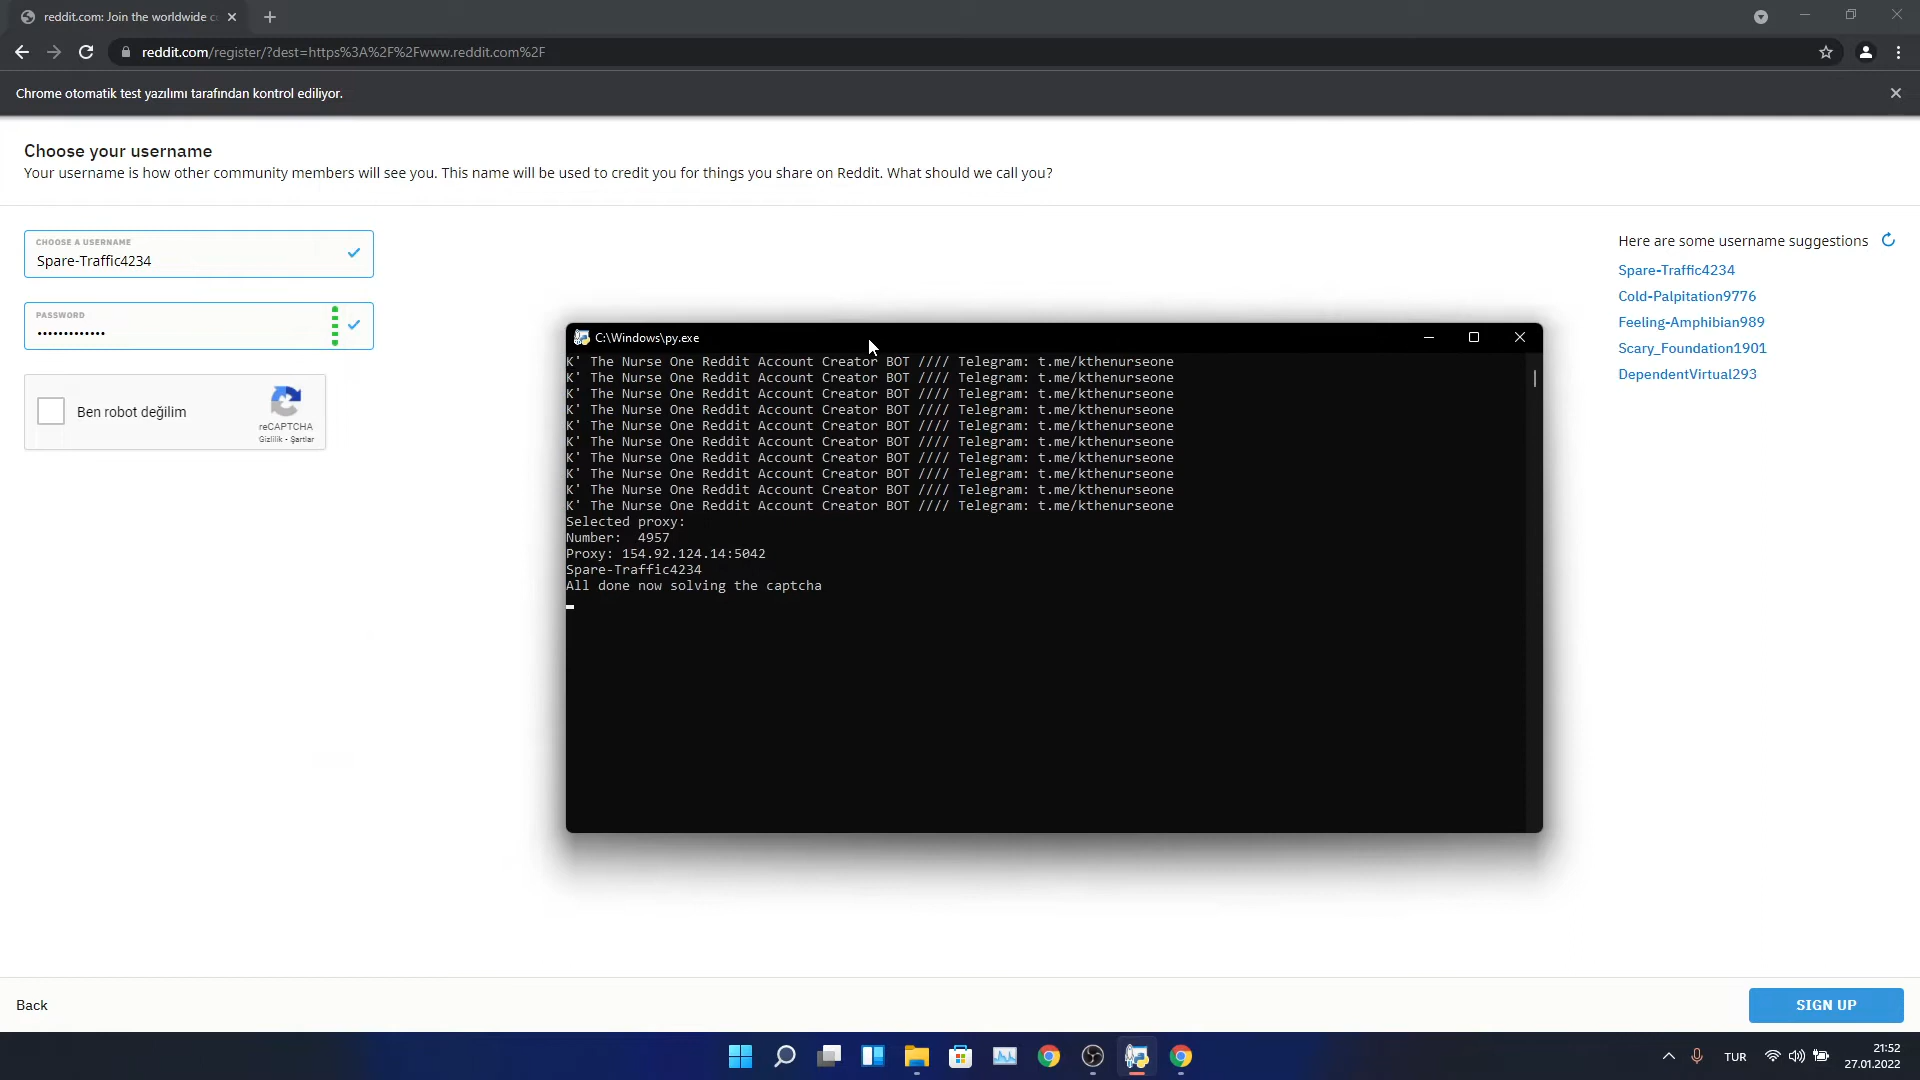 reddit.com: Join the worldwide c
reddit.com/register/?dest=https%3A%2F%2Fwww.reddit.com%2F
Chrome otomatik test yazılımı tarafından kontrol ediliyor.
Choose your username
Your username is how other community members will see you. This name will be used to credit you for things you share on Reddit. What should we call you?
CHOOSE A USERNAME
Spare-Traffic4234
PASSWORD
•••••••••••••
Ben robot değilim
reCAPTCHA
Gizlilik - Şartlar
Here are some username suggestions
Spare-Traffic4234
Cold-Palpitation9776
Feeling-Amphibian989
Scary_Foundation1901
DependentVirtual293
C:\Windows\py.exe
K' The Nurse One Reddit Account Creator BOT //// Telegram: t.me/kthenurseone
K' The Nurse One Reddit Account Creator BOT //// Telegram: t.me/kthenurseone
K' The Nurse One Reddit Account Creator BOT //// Telegram: t.me/kthenurseone
K' The Nurse One Reddit Account Creator BOT //// Telegram: t.me/kthenurseone
K' The Nurse One Reddit Account Creator BOT //// Telegram: t.me/kthenurseone
K' The Nurse One Reddit Account Creator BOT //// Telegram: t.me/kthenurseone
K' The Nurse One Reddit Account Creator BOT //// Telegram: t.me/kthenurseone
K' The Nurse One Reddit Account Creator BOT //// Telegram: t.me/kthenurseone
K' The Nurse One Reddit Account Creator BOT //// Telegram: t.me/kthenurseone
K' The Nurse One Reddit Account Creator BOT //// Telegram: t.me/kthenurseone
Selected proxy:
Number:  4957
Proxy: 154.92.124.14:5042
Spare-Traffic4234
All done now solving the captcha
Back
SIGN UP
TUR
21:52
27.01.2022